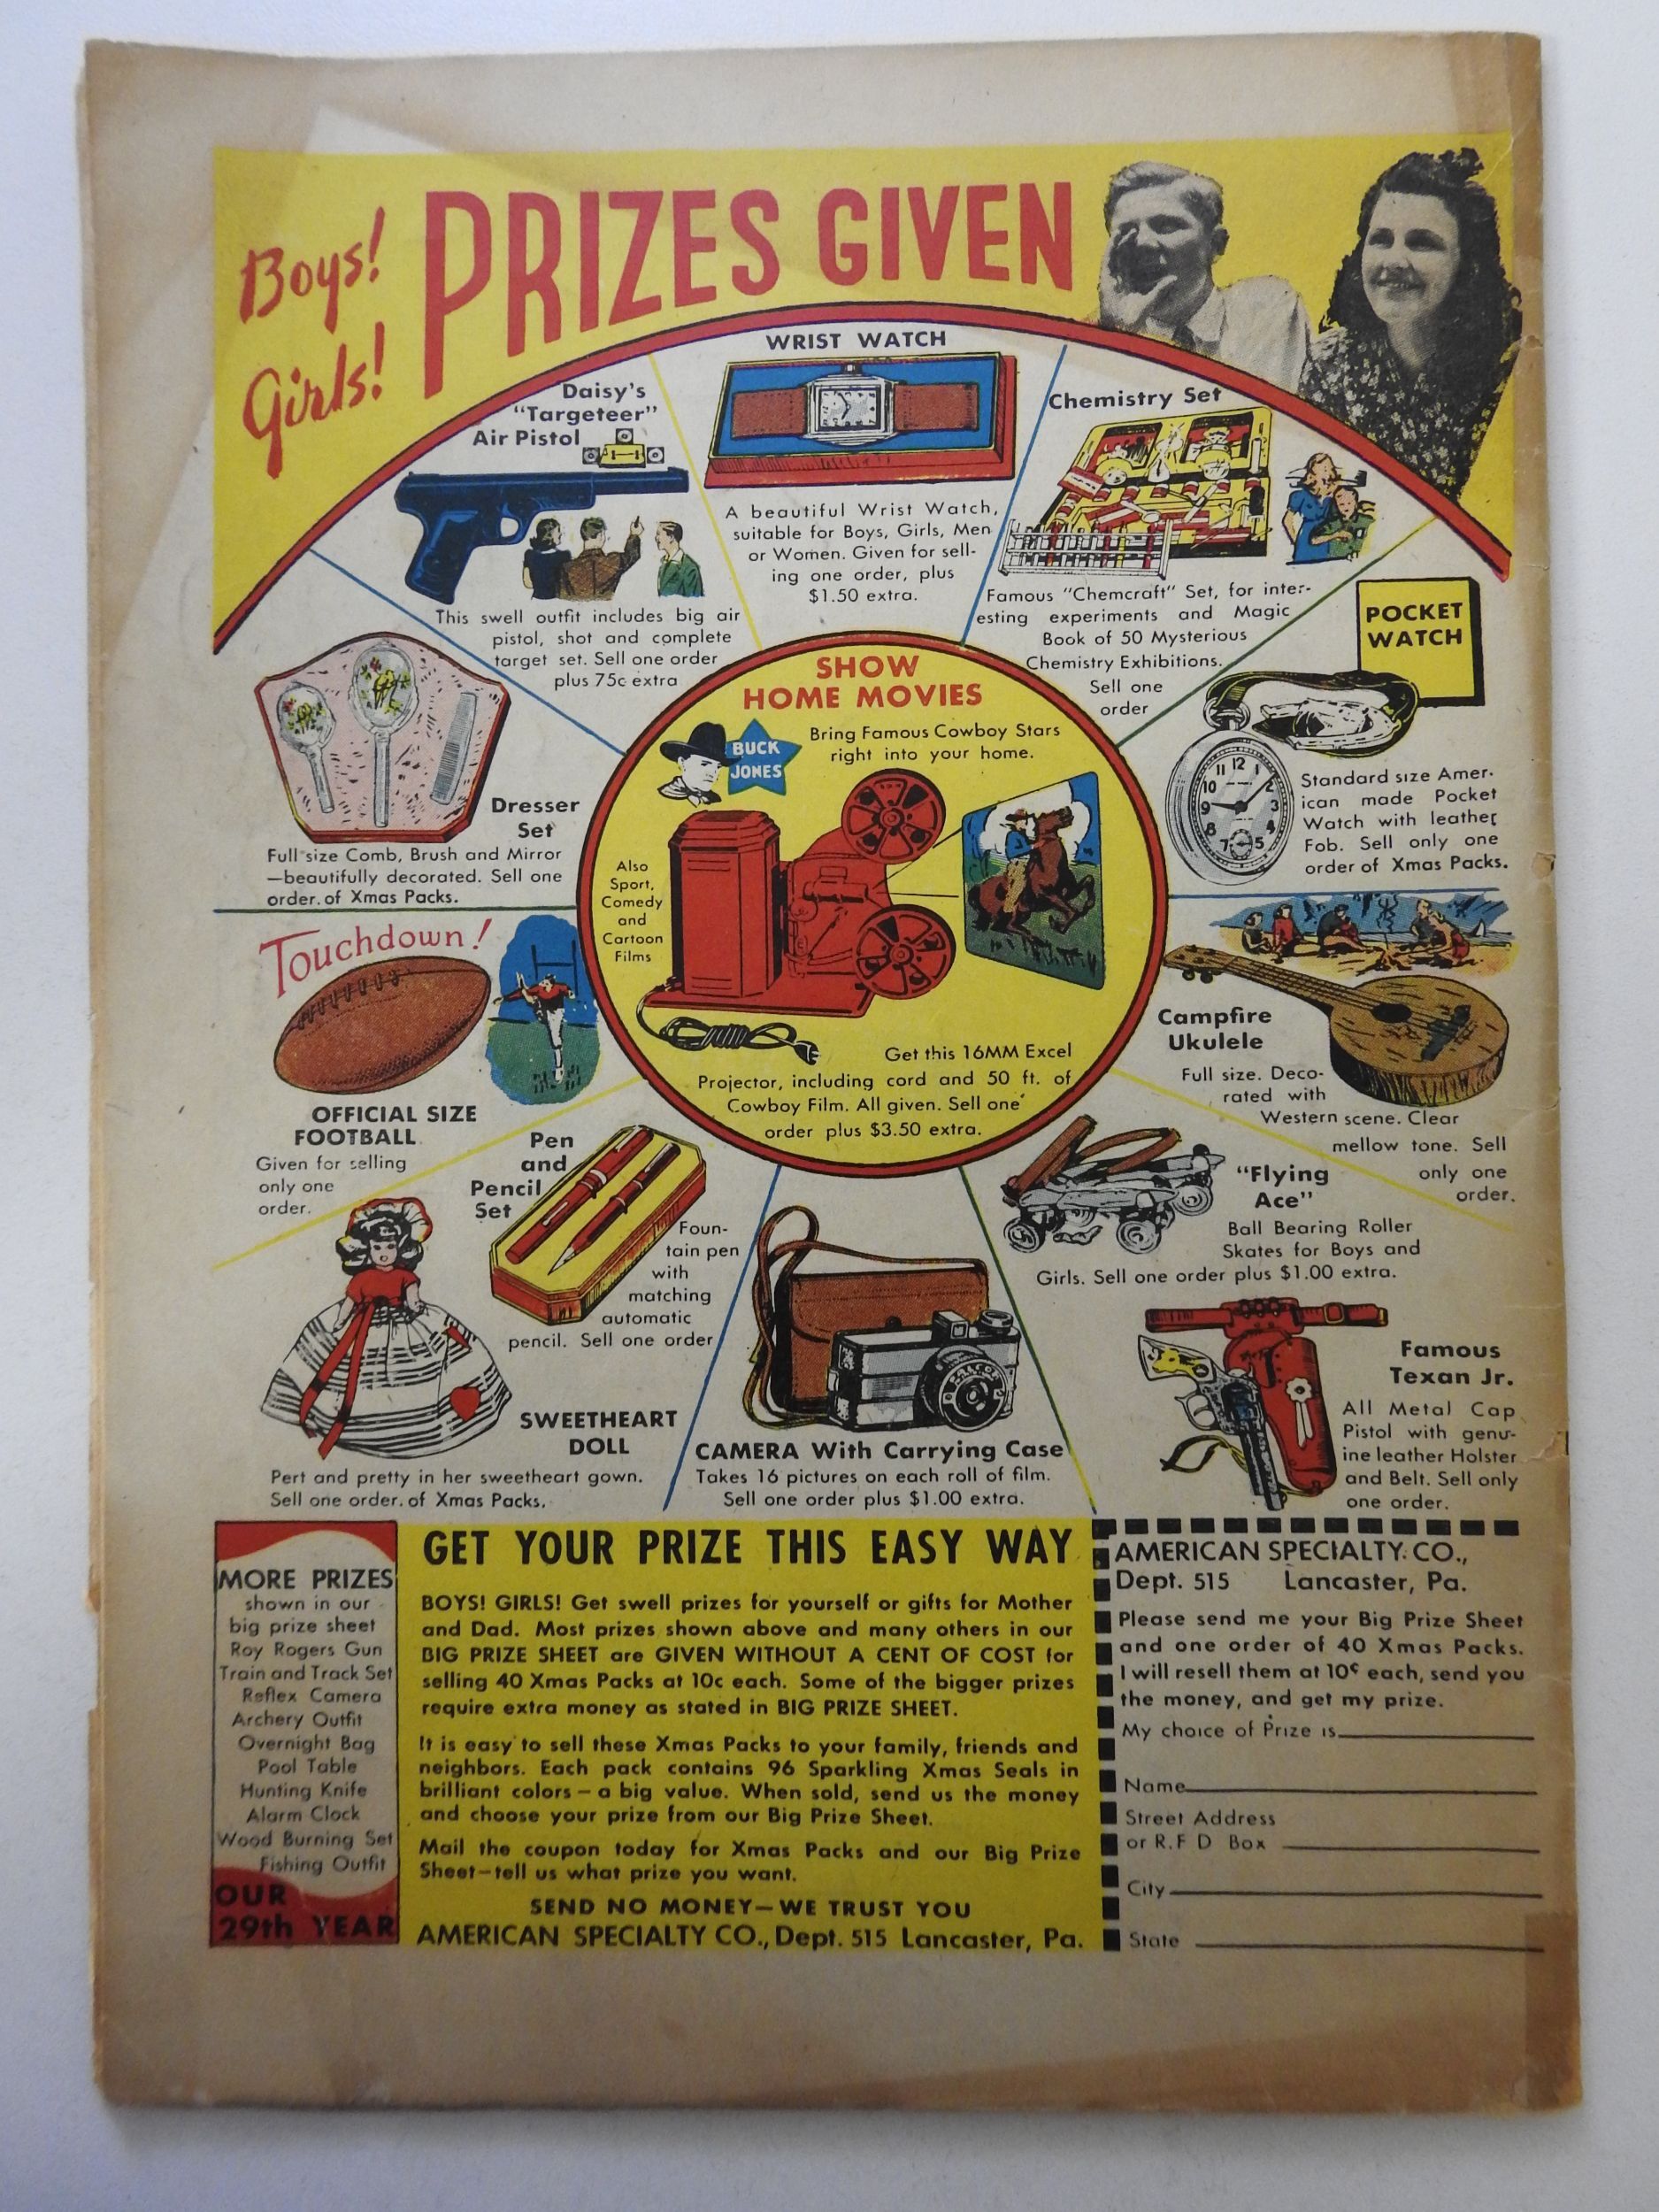 Boys!
Girls!
PRIZES GIVEN
Daisy's
"Targeteer"
Air Pistol
This swell outfit includes big air
pistol, shot and complete
target set. Sell one order
plus 75c extra
WRIST WATCH
A beautiful Wrist Watch,
suitable for Boys, Girls, Men
or Women. Given for sell-
ing one order, plus
$1.50 extra.
Chemistry Set
Famous "Chemcraft" Set, for inter-
esting experiments and Magic
Book of 50 Mysterious
Chemistry Exhibitions.
Sell one
order
POCKET
WATCH
Standard size Amer-
ican made Pocket
Watch with leather
Fob. Sell only one
order of Xmas Packs.
Dresser
Set
Full size Comb, Brush and Mirror
—beautifully decorated. Sell one
order. of Xmas Packs.
SHOW
HOME MOVIES
BUCK
JONES
Bring Famous Cowboy Stars
right into your home.
Also
Sport,
Comedy
and
Cartoon
Films
Get this 16MM Excel
Projector, including cord and 50 ft. of
Cowboy Film. All given. Sell one
order plus $3.50 extra.
Touchdown!
OFFICIAL SIZE
FOOTBALL
Given for selling
only one
order.
Campfire
Ukulele
Full size. Deco-
rated with
Western scene. Clear
mellow tone. Sell
only one
order.
Pen
and
Pencil
Set
Foun-
tain pen
with
matching
automatic
pencil. Sell one order
"Flying
Ace"
Ball Bearing Roller
Skates for Boys and
Girls. Sell one order plus $1.00 extra.
SWEETHEART
DOLL
Pert and pretty in her sweetheart gown.
Sell one order. of Xmas Packs.
CAMERA With Carrying Case
Takes 16 pictures on each roll of film.
Sell one order plus $1.00 extra.
Famous
Texan Jr.
All Metal Cap
Pistol with genu-
ine leather Holster
and Belt. Sell only
one order.
MORE PRIZES
shown in our
big prize sheet
Roy Rogers Gun
Train and Track Set
Reflex Camera
Archery Outfit
Overnight Bag
Pool Table
Hunting Knife
Alarm Clock
Wood Burning Set
Fishing Outfit
OUR
29th YEAR
GET YOUR PRIZE THIS EASY WAY
BOYS! GIRLS! Get swell prizes for yourself or gifts for Mother
and Dad. Most prizes shown above and many others in our
BIG PRIZE SHEET are GIVEN WITHOUT A CENT OF COST for
selling 40 Xmas Packs at 10c each. Some of the bigger prizes
require extra money as stated in BIG PRIZE SHEET.
It is easy to sell these Xmas Packs to your family, friends and
neighbors. Each pack contains 96 Sparkling Xmas Seals in
brilliant colors—a big value. When sold, send us the money
and choose your prize from our Big Prize Sheet.
Mail the coupon today for Xmas Packs and our Big Prize
Sheet—tell us what prize you want.
SEND NO MONEY—WE TRUST YOU
AMERICAN SPECIALTY CO., Dept. 515 Lancaster, Pa.
AMERICAN SPECIALTY CO.,
Dept. 515 Lancaster, Pa.
Please send me your Big Prize Sheet
and one order of 40 Xmas Packs.
I will resell them at 10¢ each, send you
the money, and get my prize.
My choice of Prize is
Name
Street Address
or R.F D Box
City
State